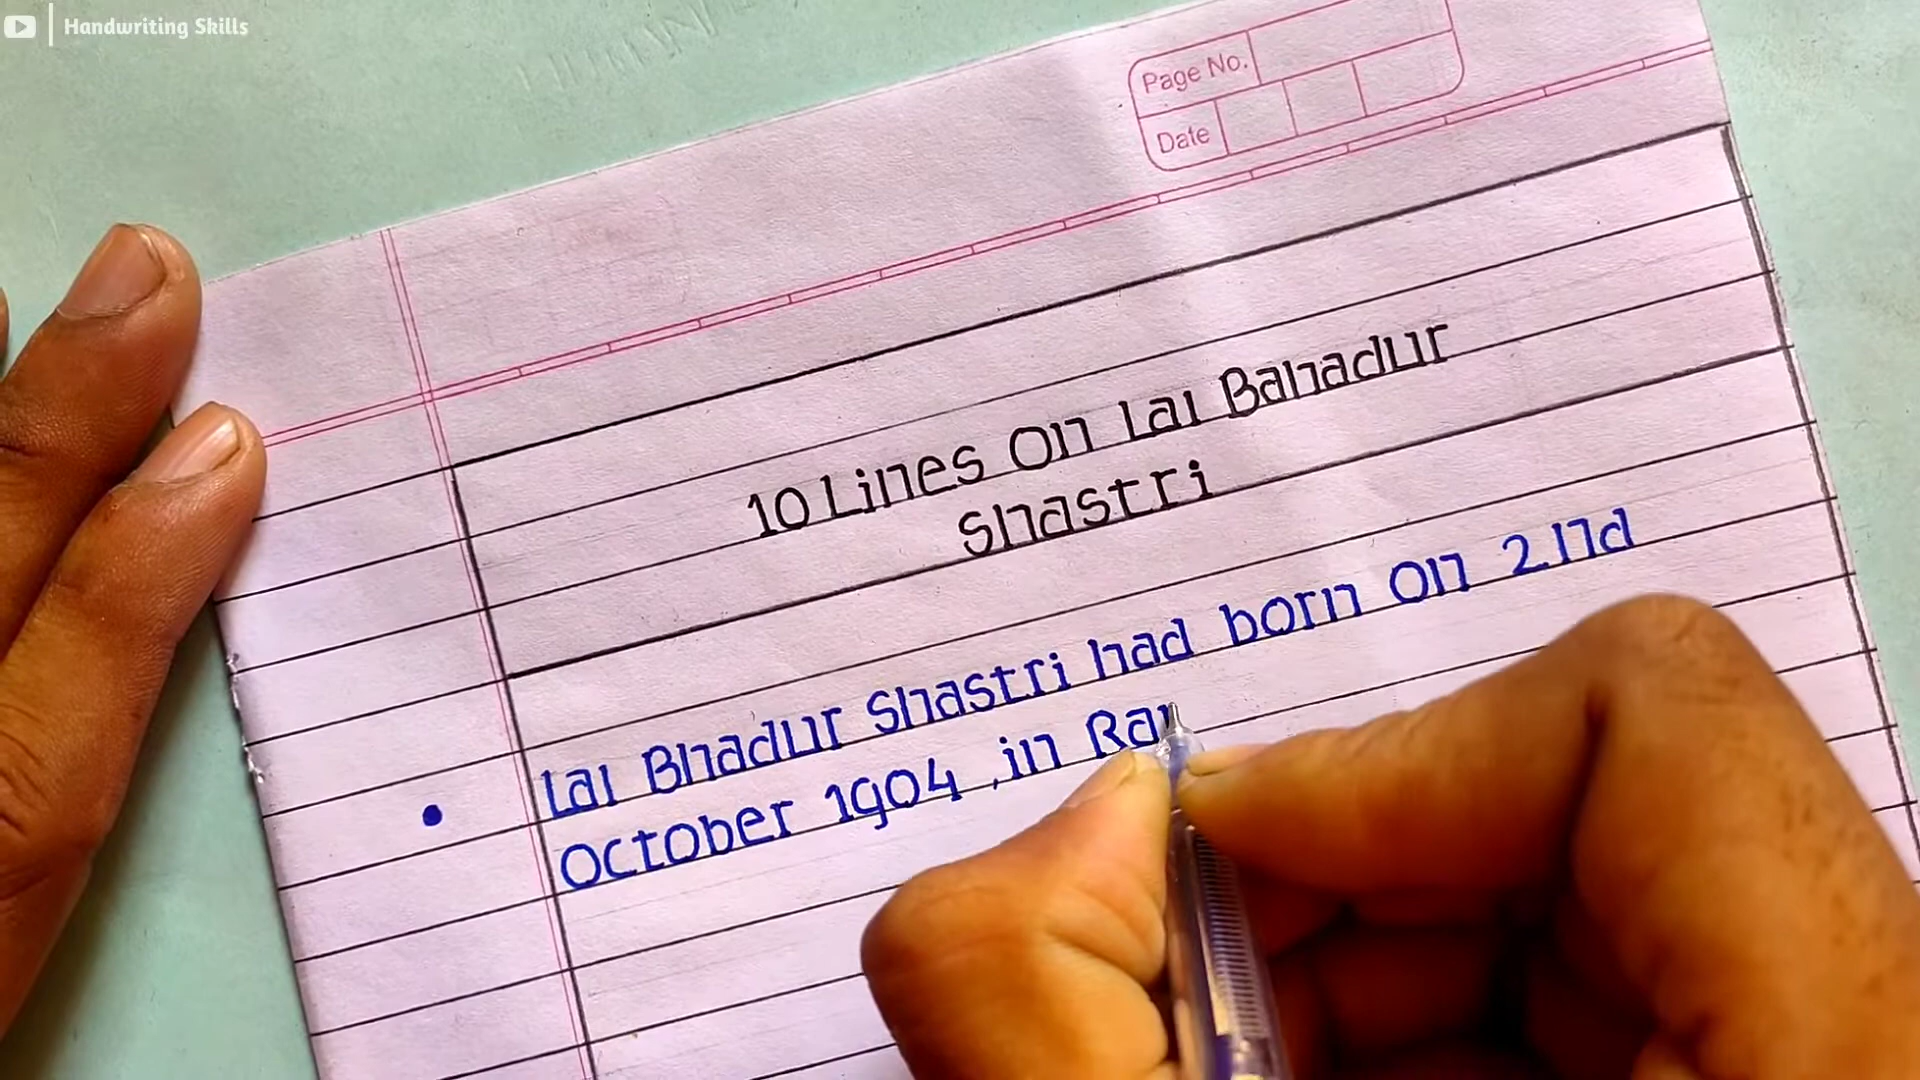 Handwriting Skills
Page No.
Date
10 Lines On Lal Bahadur
Shastri
Lal Bhadur Shastri had born on 2nd
October 1904 ,in